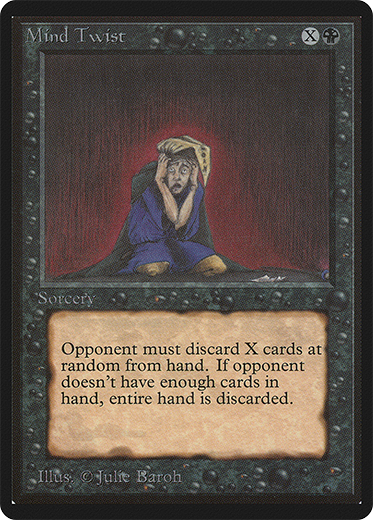 Mind Twist X
Sorcery
Opponent must discard X cards at
random from hand. If opponent
doesn't have enough cards in
hand, entire hand is discarded.
Illus. © Julie Baroh